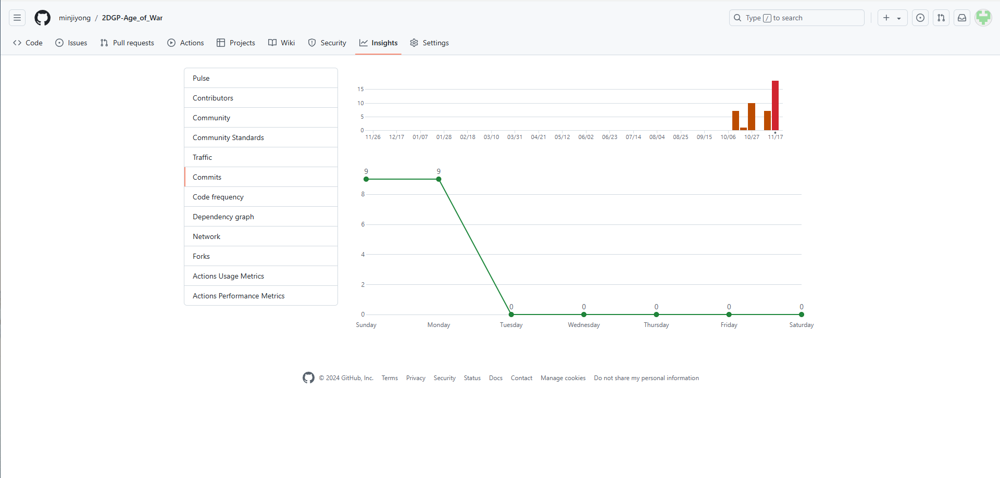 minjiyong / 2DGP-Age_of_War
Type / to search
Code Issues Pull requests Actions Projects Wiki Security Insights Settings
Pulse
Contributors
Community
Community Standards
Traffic
Commits
Code frequency
Dependency graph
Network
Forks
Actions Usage Metrics
Actions Performance Metrics
15
10
5
0
11/26 12/17 01/07 01/28 02/18 03/10 03/31 04/21 05/12 06/02 06/23 07/14 08/04 08/25 09/15 10/06 10/27 11/17
9 9
8
6
4
2
0 0 0 0 0
0
Sunday Monday Tuesday Wednesday Thursday Friday Saturday
© 2024 GitHub, Inc. Terms Privacy Security Status Docs Contact Manage cookies Do not share my personal information